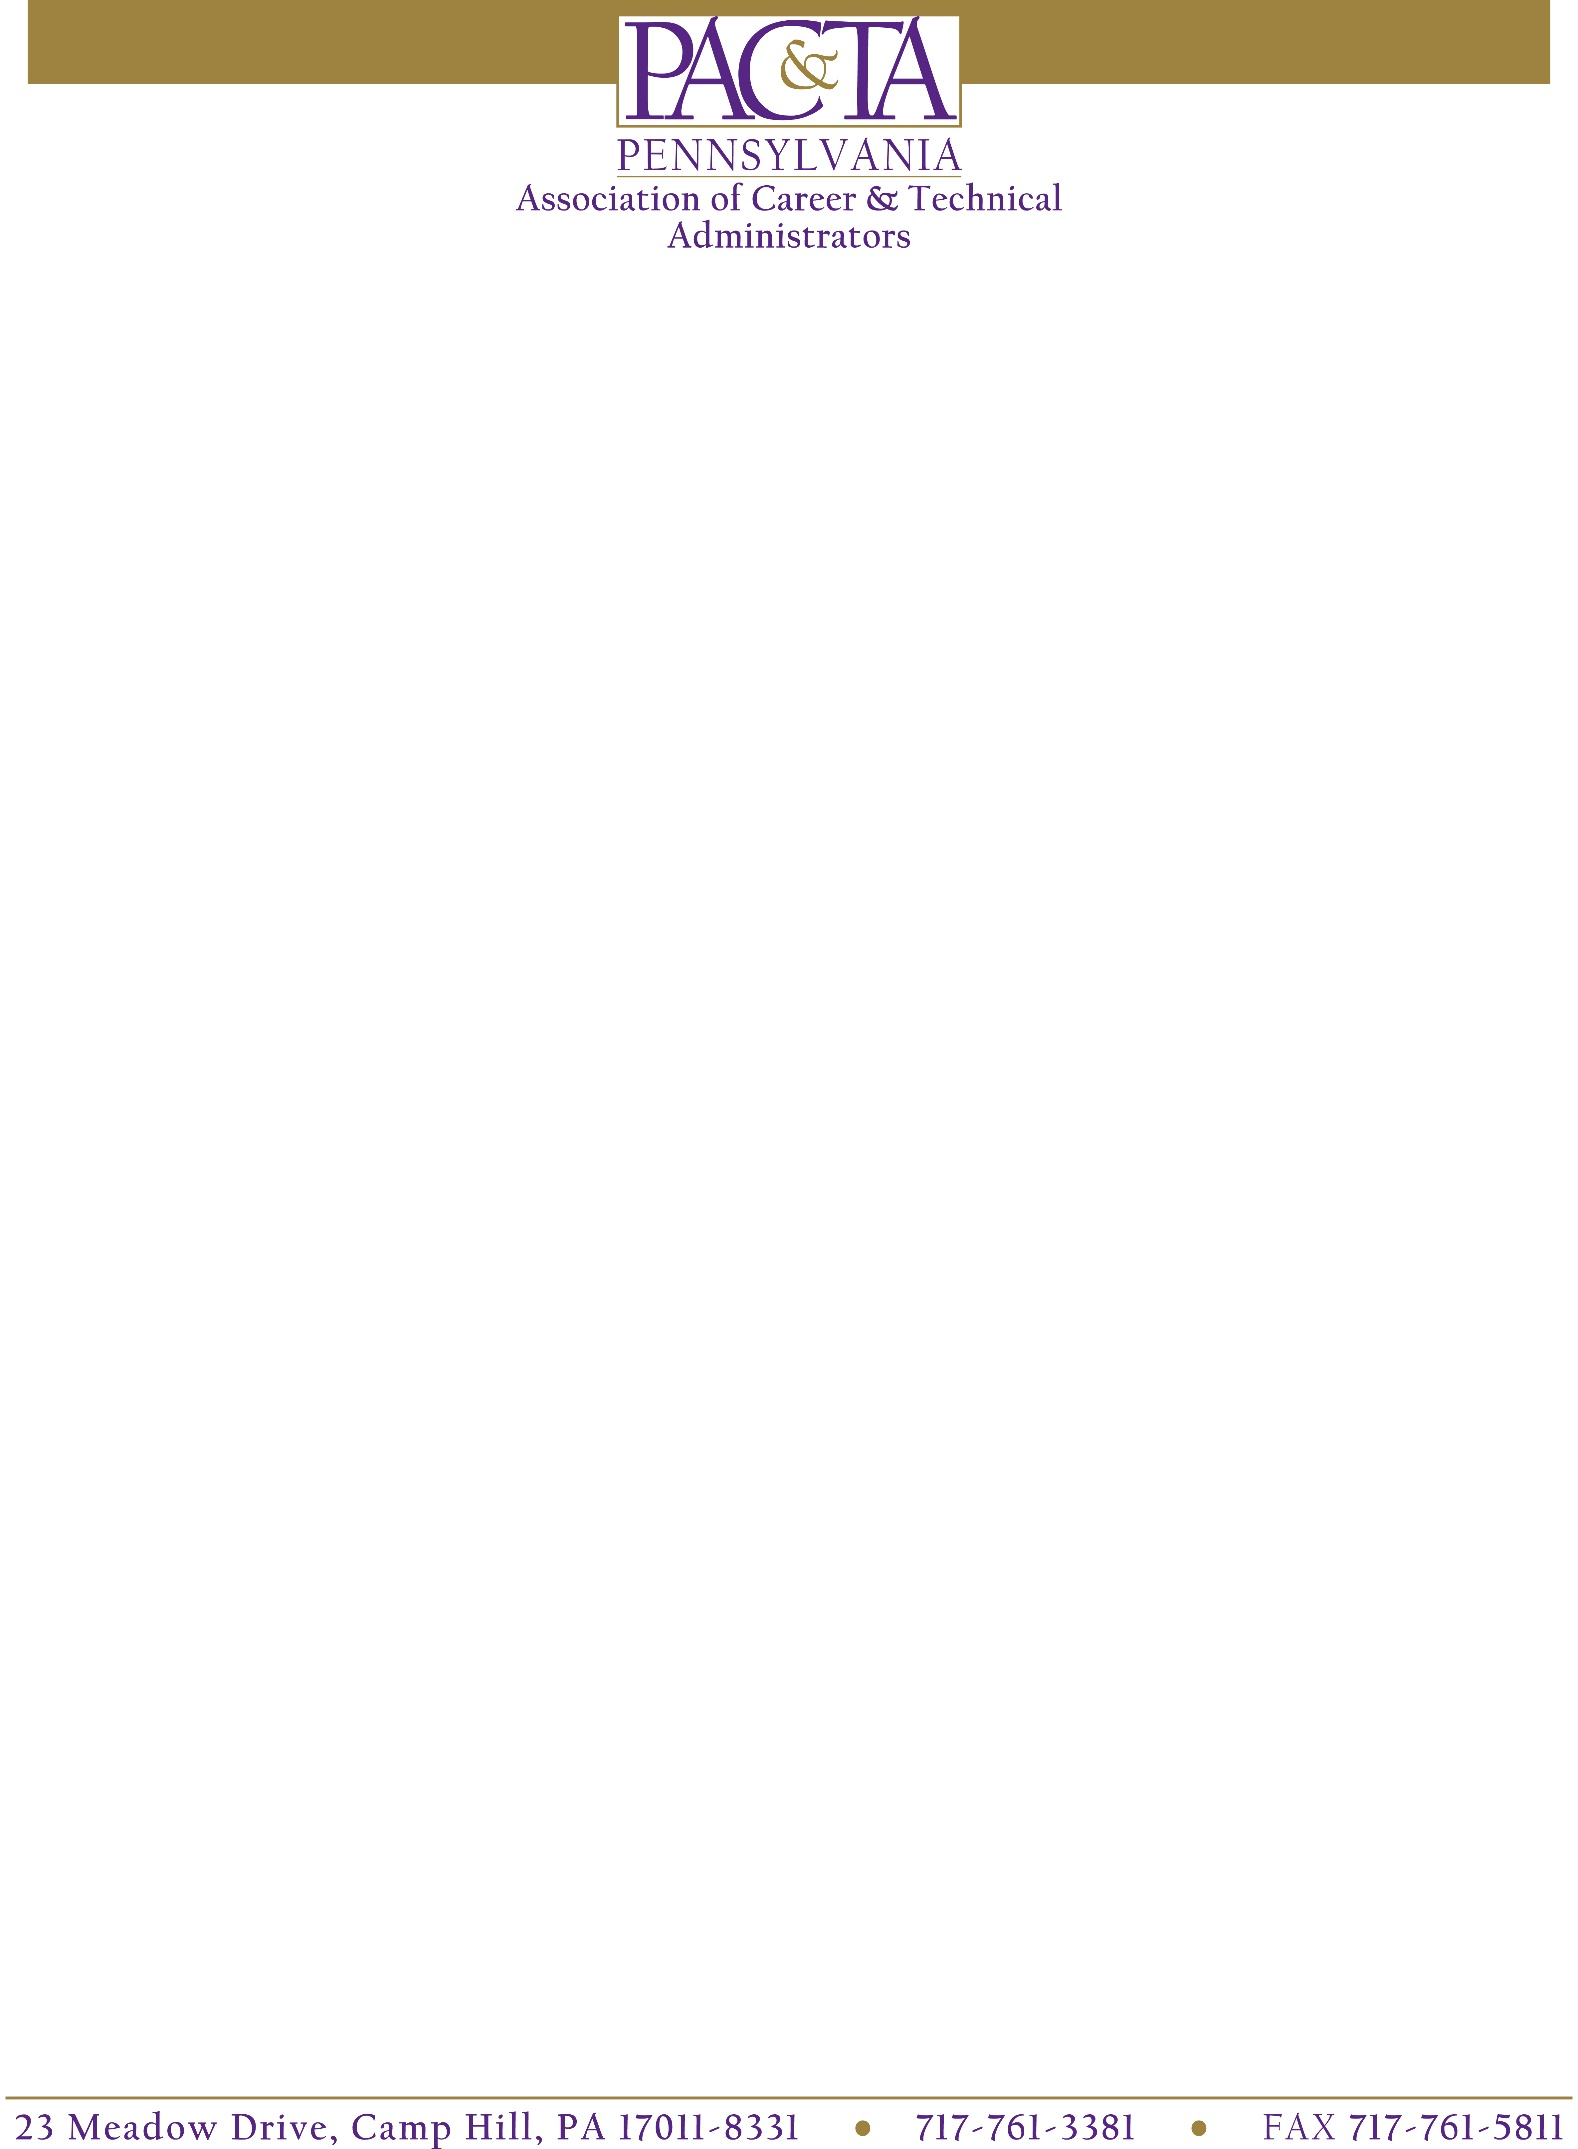 PAC&TA
PENNSYLVANIA
Association of Career & Technical
Administrators
23 Meadow Drive, Camp Hill, PA 17011-8331 • 717-761-3381 • FAX 717-761-5811